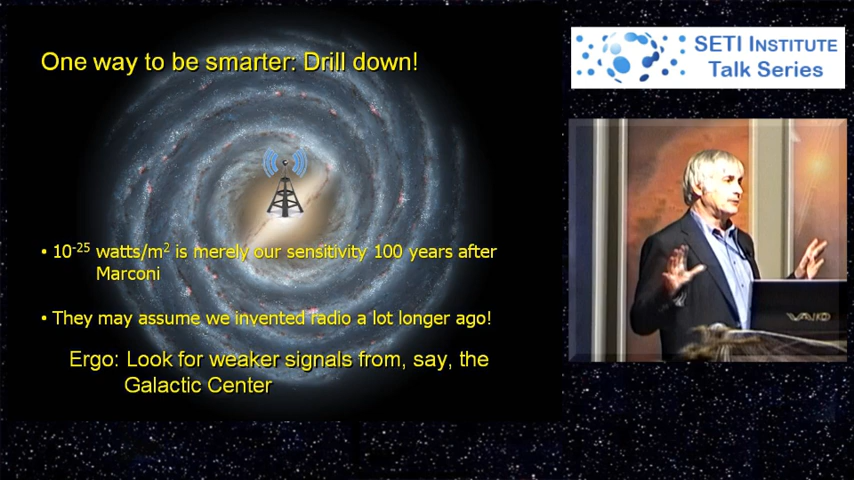 One way to be smarter: Drill down!
• 10⁻²⁵ watts/m² is merely our sensitivity 100 years after
Marconi
• They may assume we invented radio a lot longer ago!
Ergo: Look for weaker signals from, say, the
Galactic Center
SETI INSTITUTE
Talk Series
VAIO